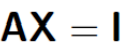 AX = I